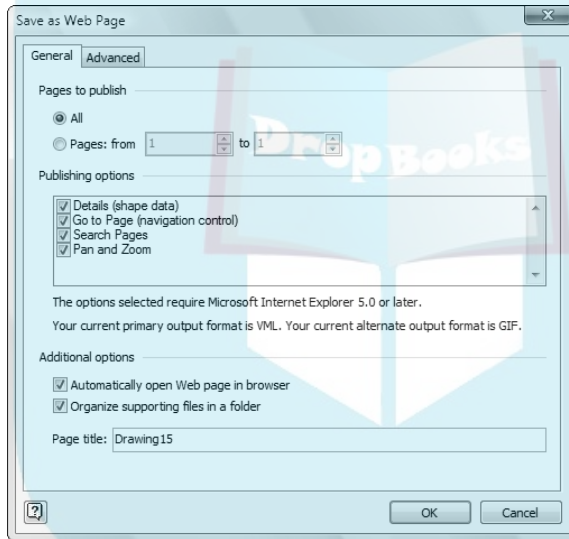 Save as Web Page
General Advanced
Pages to publish
All
Pages: from 1 to 1
Publishing options
Details (shape data)
Go to Page (navigation control)
Search Pages
Pan and Zoom
The options selected require Microsoft Internet Explorer 5.0 or later.
Your current primary output format is VML. Your current alternate output format is GIF.
Additional options
Automatically open Web page in browser
Organize supporting files in a folder
Page title: Drawing15
OK Cancel
DropBooks